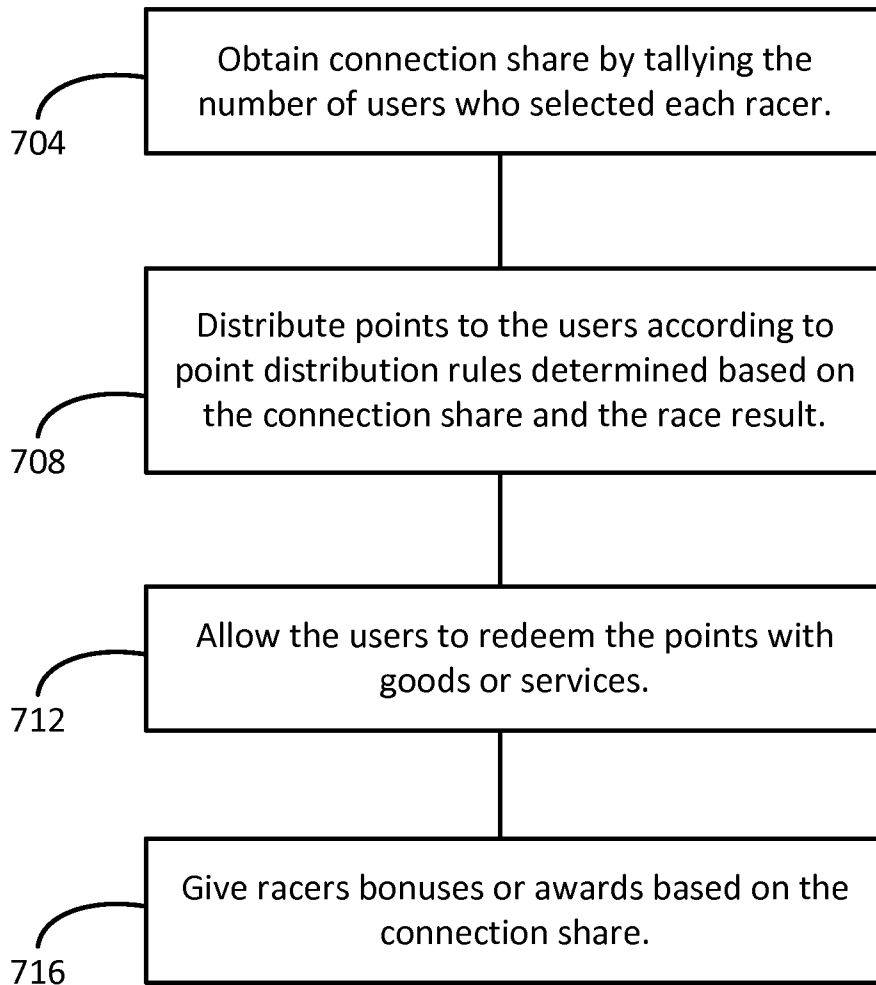 Obtain connection share by tallying the
number of users who selected each racer.
704
Distribute points to the users according to
point distribution rules determined based on
the connection share and the race result.
708
Allow the users to redeem the points with
goods or services.
712
Give racers bonuses or awards based on the
connection share.
716